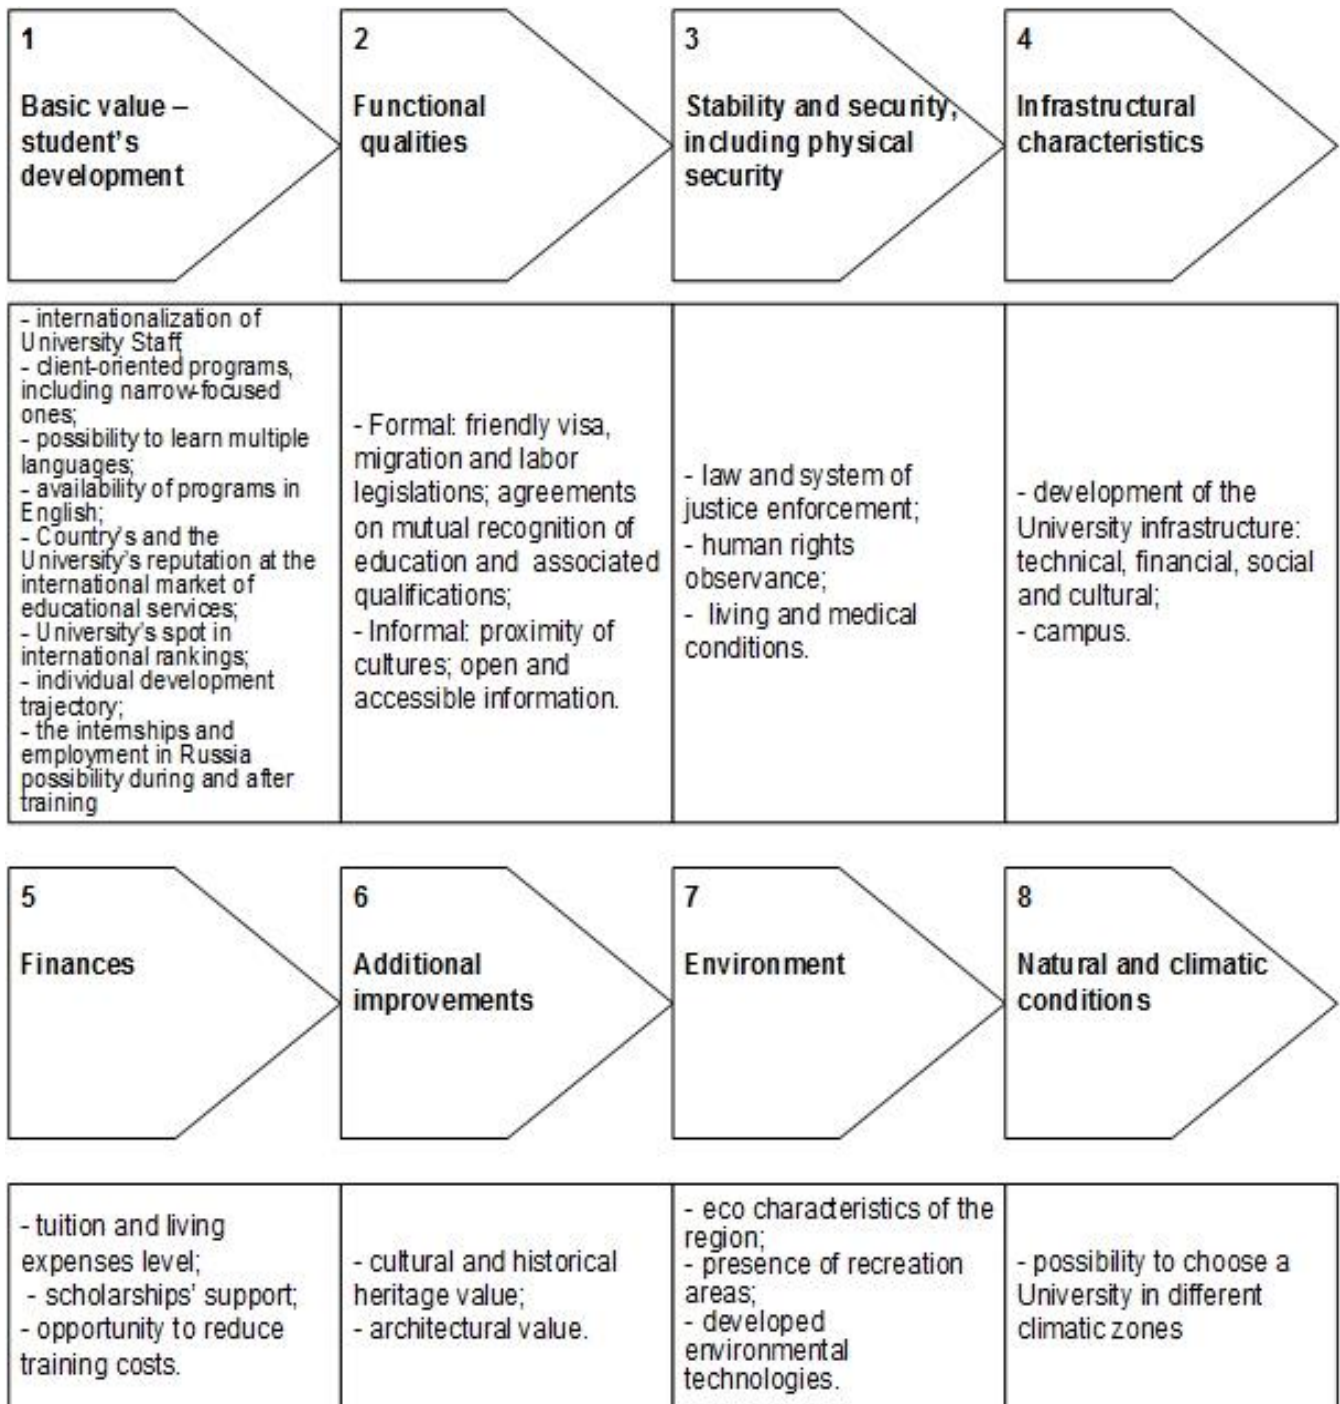 1
Basic value –
student's
development
2
Functional
qualities
3
Stability and security,
including physical
security
4
Infrastructural
characteristics
- internationalization of
University Staff
- client-oriented programs,
including narrow-focused
ones;
- possibility to learn multiple
languages;
- availability of programs in
English;
- Country's and the
University's reputation at the
international market of
educational services;
- University's spot in
international rankings;
- individual development
trajectory;
- the internships and
employment in Russia
possibility during and after
training
- Formal: friendly visa,
migration and labor
legislations; agreements
on mutual recognition of
education and associated
qualifications;
- Informal: proximity of
cultures; open and
accessible information.
- law and system of
justice enforcement;
- human rights
observance;
- living and medical
conditions.
- development of the
University infrastructure:
technical, financial, social
and cultural;
- campus.
5
Finances
6
Additional
improvements
7
Environment
8
Natural and climatic
conditions
- tuition and living
expenses level;
- scholarships' support;
- opportunity to reduce
training costs.
- cultural and historical
heritage value;
- architectural value.
- eco characteristics of the
region;
- presence of recreation
areas;
- developed
environmental
technologies.
- possibility to choose a
University in different
climatic zones